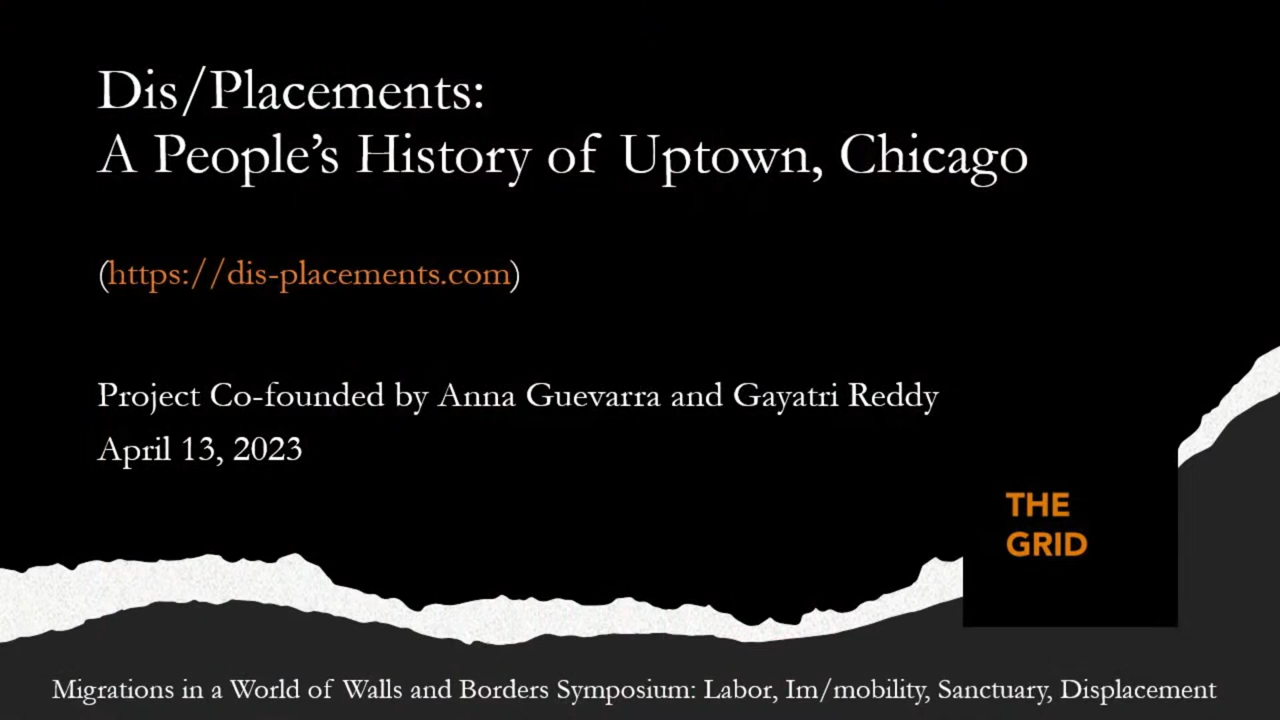 Dis/Placements:
A People’s History of Uptown, Chicago
(https://dis-placements.com)
Project Co-founded by Anna Guevarra and Gayatri Reddy
April 13, 2023
THE
GRID
Migrations in a World of Walls and Borders Symposium: Labor, Im/mobility, Sanctuary, Displacement